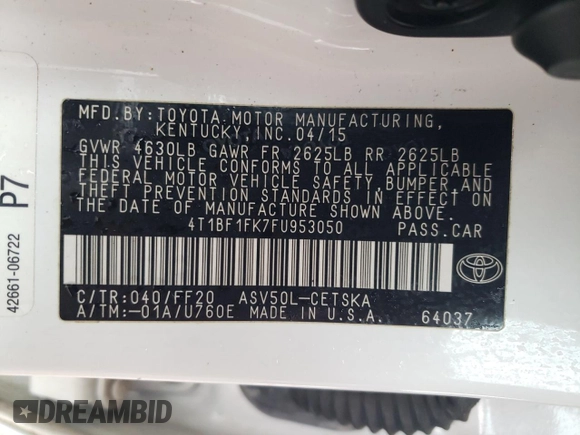 MFD.BY:TOYOTA MOTOR MANUFACTURING,
KENTUCKY,INC.04/15
GVWR 4630LB GAWR FR 2625LB RR 2625LB
THIS VEHICLE CONFORMS TO ALL APPLICABLE
FEDERAL MOTOR VEHICLE SAFETY,BUMPER,AND
THEFT PREVENTION STANDARDS IN EFFECT ON
THE DATE OF MANUFACTURE SHOWN ABOVE.
4T1BF1FK7FU953050 PASS.CAR
C/TR:040/FF20 ASV50L-CETSKA
A/TM:-01A/U760E MADE IN U.S.A. 64037
TOYOTA
P7
42661-06722
DREAMBID